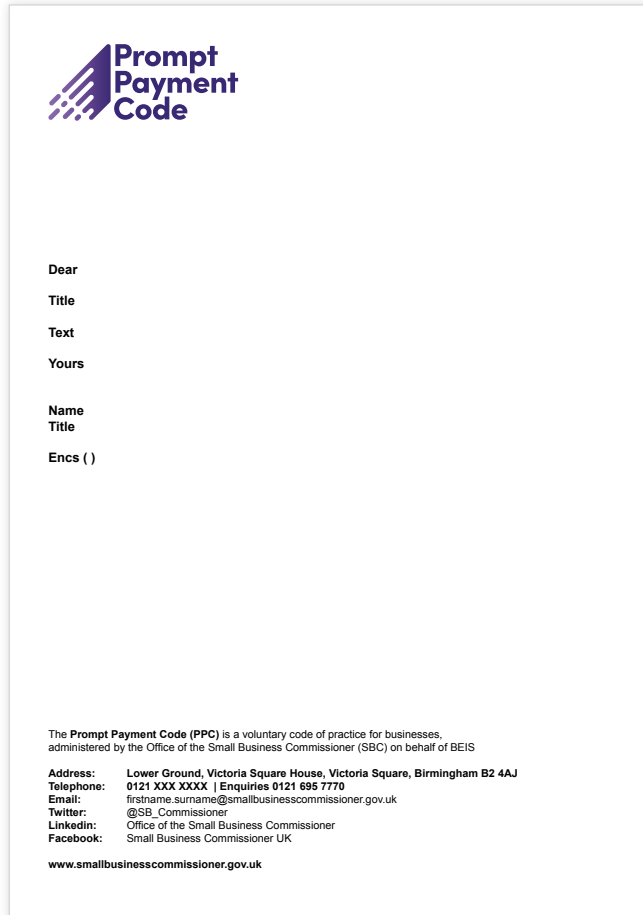 Prompt
Payment
Code
Dear
Title
Text
Yours
Name
Title
Encs ( )
The Prompt Payment Code (PPC) is a voluntary code of practice for businesses,
administered by the Office of the Small Business Commissioner (SBC) on behalf of BEIS
Address: Lower Ground, Victoria Square House, Victoria Square, Birmingham B2 4AJ
Telephone: 0121 XXX XXXX | Enquiries 0121 695 7770
Email: firstname.surname@smallbusinesscommissioner.gov.uk
Twitter: @SB_Commissioner
Linkedin: Office of the Small Business Commissioner
Facebook: Small Business Commissioner UK
www.smallbusinesscommissioner.gov.uk